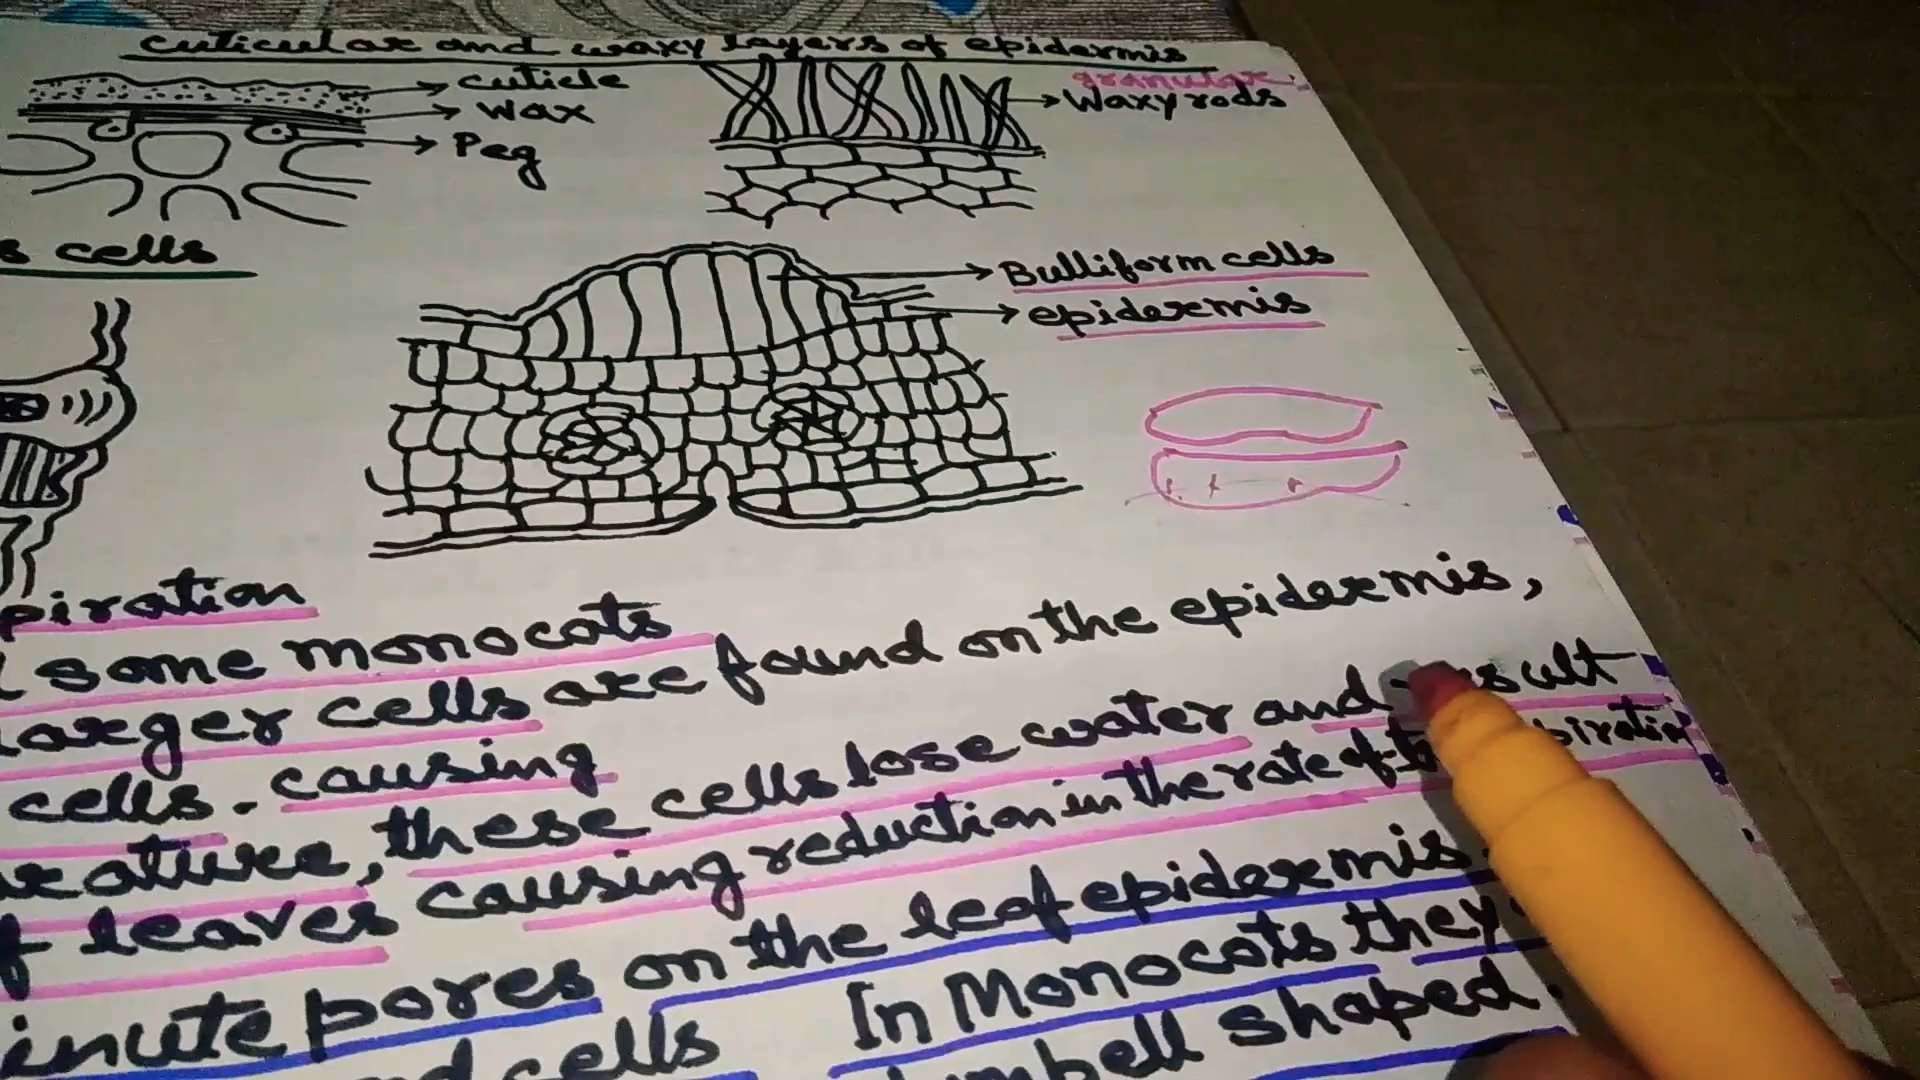 cuticular and waxy layers of epidermis
cuticle
wax
Peg
granular
Waxy rods
s cells
Bulliform cells
epidermis
piration
some monocots
larger cells are found on the epidermis,
cells. causing
rature, these cells lose water and result
f leaves causing reduction in the rate of
inute pores on the leaf epidermis.
d cells In Monocots they
mbell shaped.